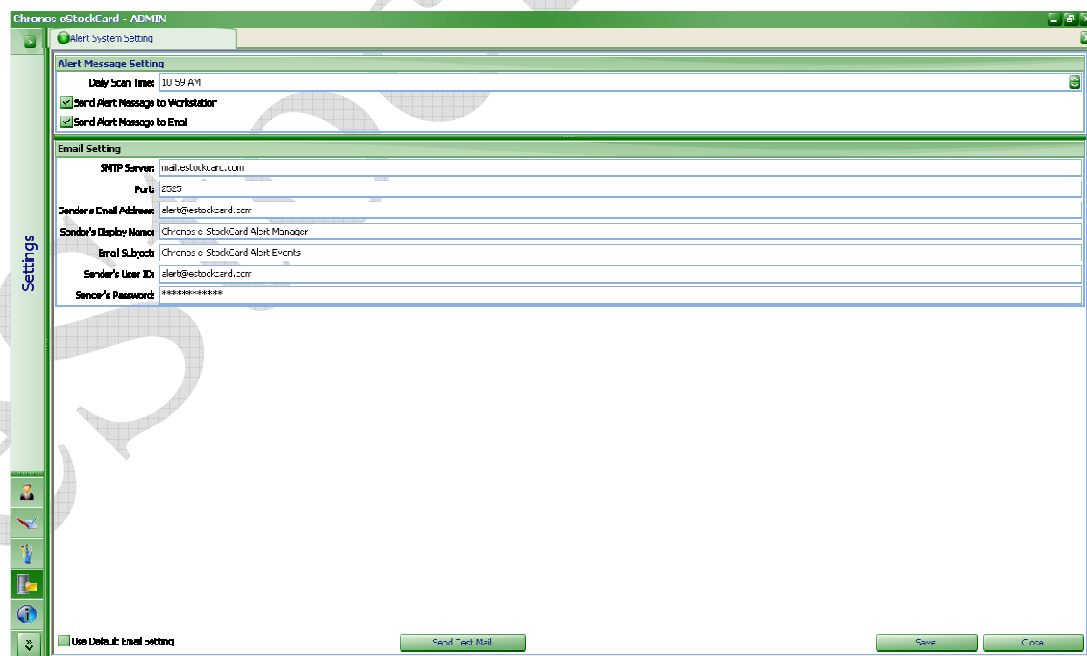 Chronos eStockCard - ADMIN
Alert System Setting
Alert Message Setting
Daily Scan Time: 10:59 AM
Send Alert Message to Workstation
Send Alert Message to Email
Email Setting
SMTP Server: mail.estockcard.com
Port: 2525
Sender's Email Address: alert@estockcard.com
Sender's Display Name: Chronos e-StockCard Alert Manager
Email Subject: Chronos e-StockCard Alert Events
Sender's User ID: alert@estockcard.com
Sender's Password: ************
Settings
Use Default Email Setting
Send Test Mail
Save
Close